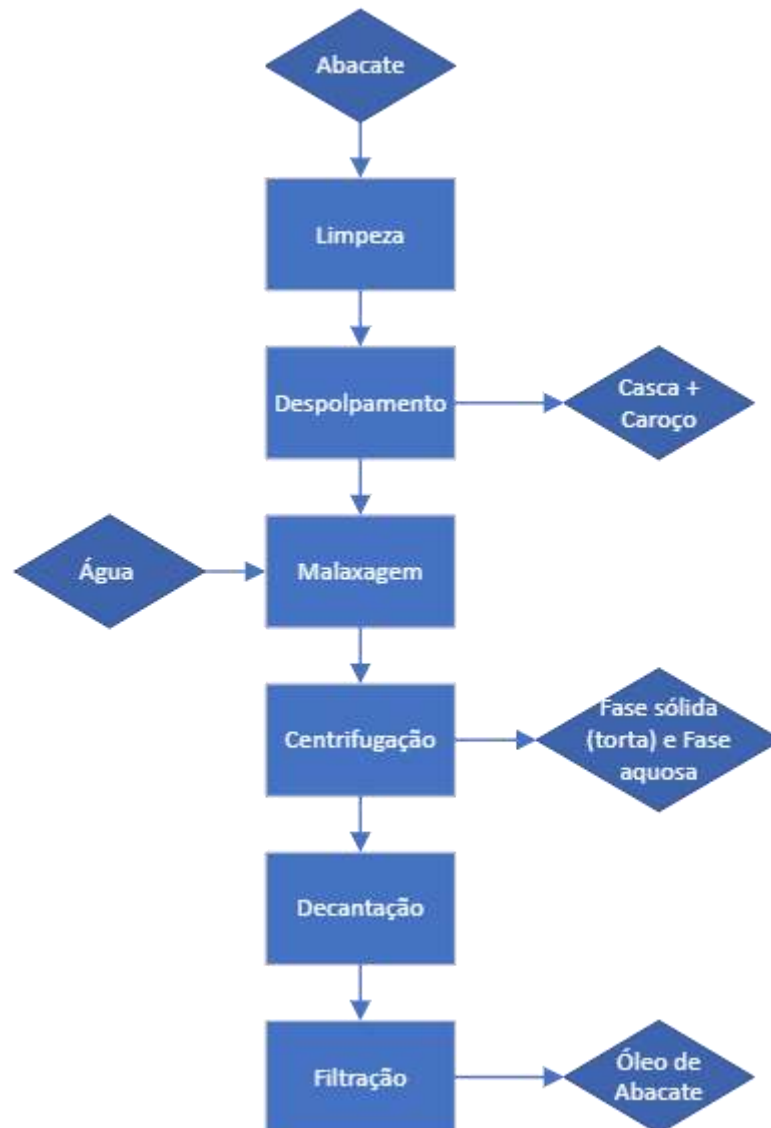 Abacate
Limpeza
Despolpamento
Casca +
Caroço
Água
Malaxagem
Centrifugação
Fase sólida
(torta) e Fase
aquosa
Decantação
Filtração
Óleo de
Abacate